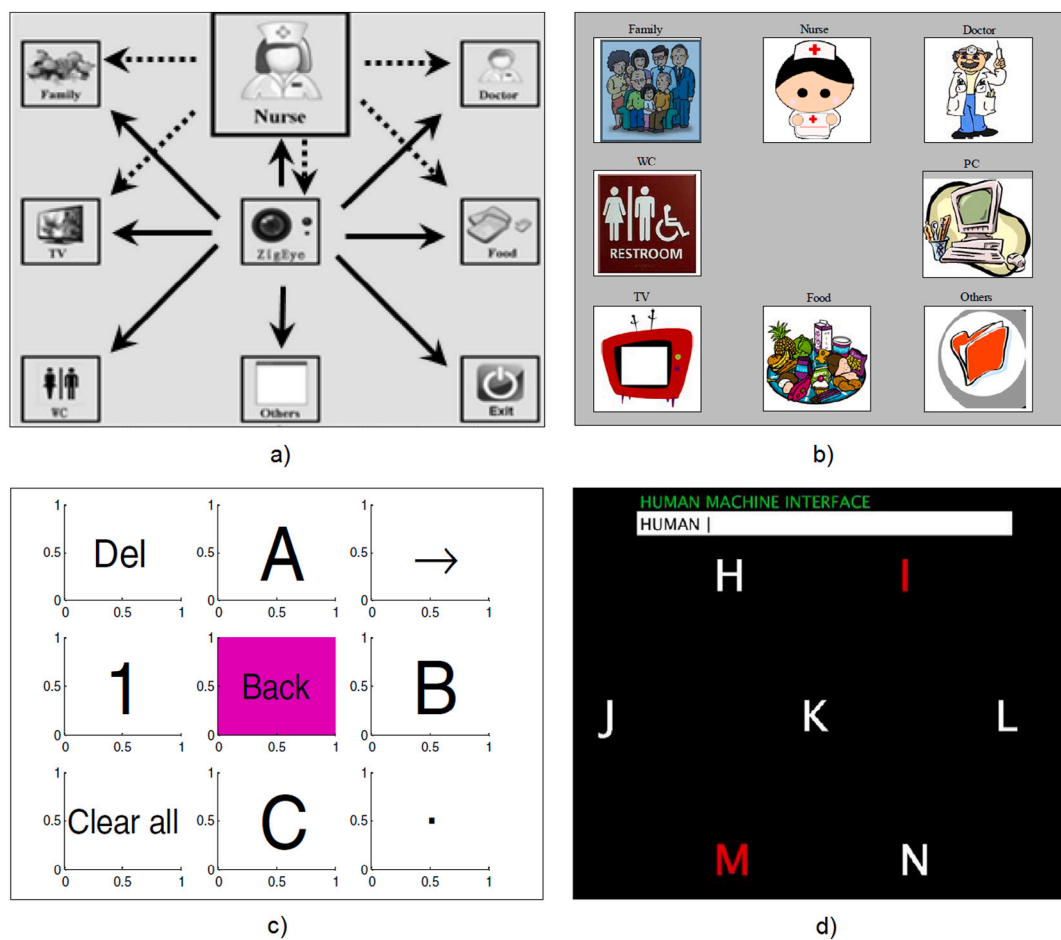 Nurse
Family
Doctor
TV
ZigEye
Food
WC
Others
Exit
a)
Family Nurse Doctor
WC PC
RESTROOM
TV Food Others
b)
1
0.5
0
0 0.5 1
Del
1
0.5
0
0 0.5 1
A
1
0.5
0
0 0.5 1
→
1
0.5
0
0 0.5 1
1
1
0.5
0
0 0.5 1
Back
1
0.5
0
0 0.5 1
B
1
0.5
0
0 0.5 1
Clear all
1
0.5
0
0 0.5 1
C
1
0.5
0
0 0.5 1
.
c)
HUMAN MACHINE INTERFACE
HUMAN |
H I
J K L
M N
d)